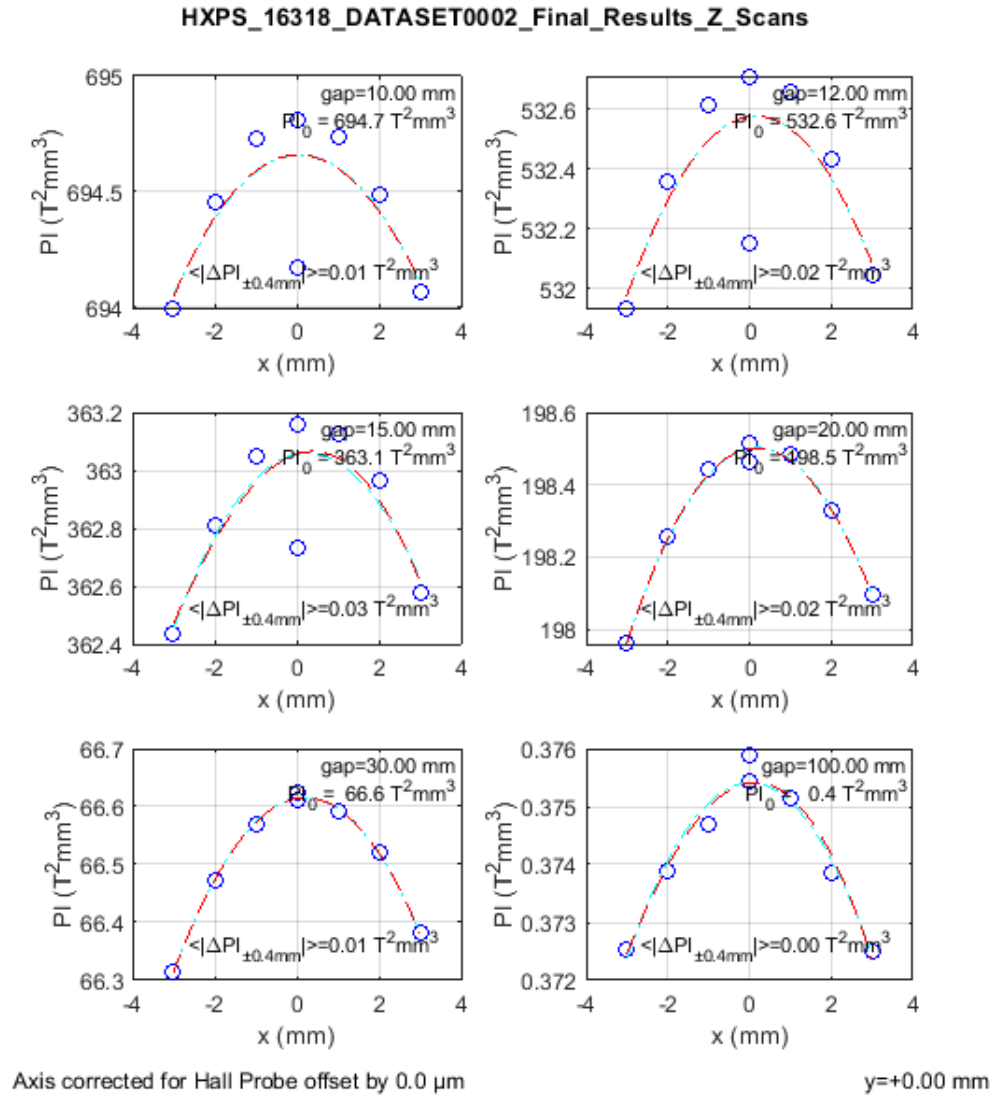 HXPS_16318_DATASET0002_Final_Results_Z_Scans
695
694.5
694
PI (T²mm³)
gap=10.00 mm
PI₀ = 694.7 T²mm³
<|ΔPI±0.4mm|>=0.01 T²mm³
-4 -2 0 2 4
x (mm)
532.6
532.4
532.2
532
PI (T²mm³)
gap=12.00 mm
PI₀ = 532.6 T²mm³
<|ΔPI±0.4mm|>=0.02 T²mm³
-4 -2 0 2 4
x (mm)
363.2
363
362.8
362.6
362.4
PI (T²mm³)
gap=15.00 mm
PI₀ = 363.1 T²mm³
<|ΔPI±0.4mm|>=0.03 T²mm³
-4 -2 0 2 4
x (mm)
198.6
198.4
198.2
198
PI (T²mm³)
gap=20.00 mm
PI₀ = 198.5 T²mm³
<|ΔPI±0.4mm|>=0.02 T²mm³
-4 -2 0 2 4
x (mm)
66.7
66.6
66.5
66.4
66.3
PI (T²mm³)
gap=30.00 mm
PI₀ = 66.6 T²mm³
<|ΔPI±0.4mm|>=0.01 T²mm³
-4 -2 0 2 4
x (mm)
0.376
0.375
0.374
0.373
0.372
PI (T²mm³)
gap=100.00 mm
PI₀ = 0.4 T²mm³
<|ΔPI±0.4mm|>=0.00 T²mm³
-4 -2 0 2 4
x (mm)
Axis corrected for Hall Probe offset by 0.0 µm
y=+0.00 mm